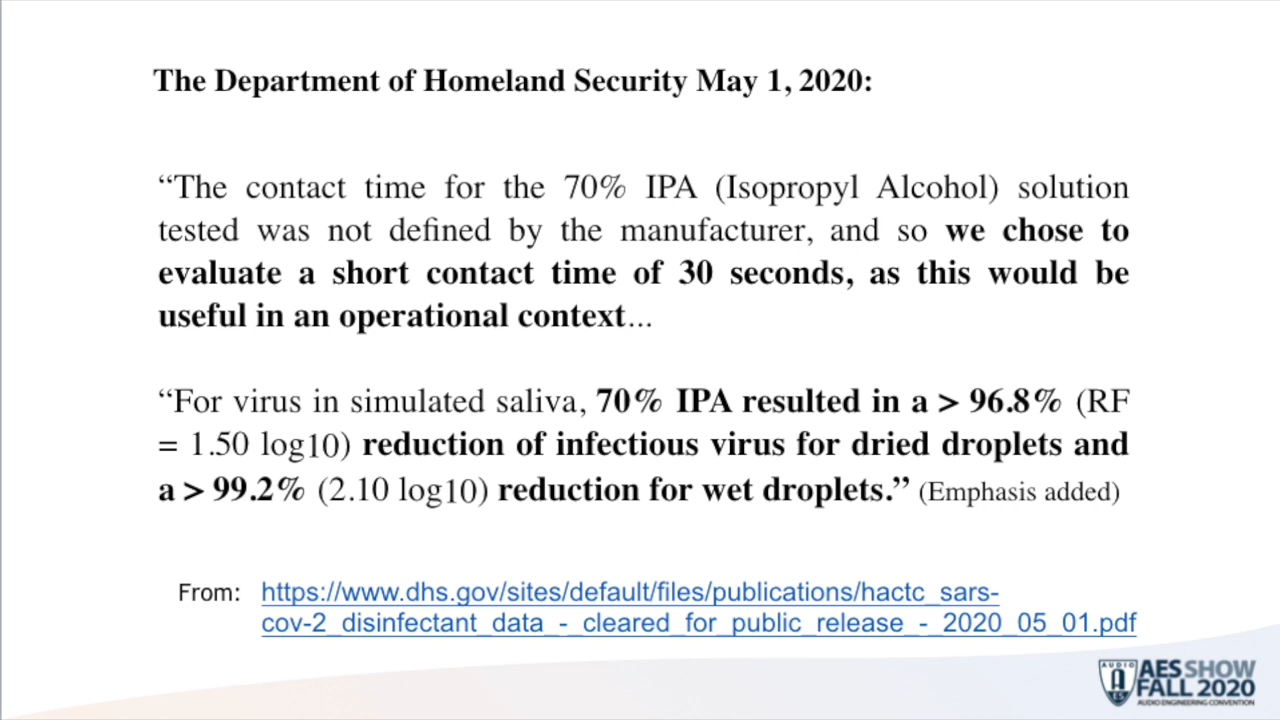 The Department of Homeland Security May 1, 2020:
“The contact time for the 70% IPA (Isopropyl Alcohol) solution
tested was not defined by the manufacturer, and so we chose to
evaluate a short contact time of 30 seconds, as this would be
useful in an operational context...
“For virus in simulated saliva, 70% IPA resulted in a > 96.8% (RF
= 1.50 log10) reduction of infectious virus for dried droplets and
a > 99.2% (2.10 log10) reduction for wet droplets.” (Emphasis added)
From: https://www.dhs.gov/sites/default/files/publications/hactc_sars-
cov-2_disinfectant_data_-_cleared_for_public_release_-_2020_05_01.pdf
AUDIO
AES
AES SHOW
FALL 2020
AUDIO ENGINEERING CONVENTION